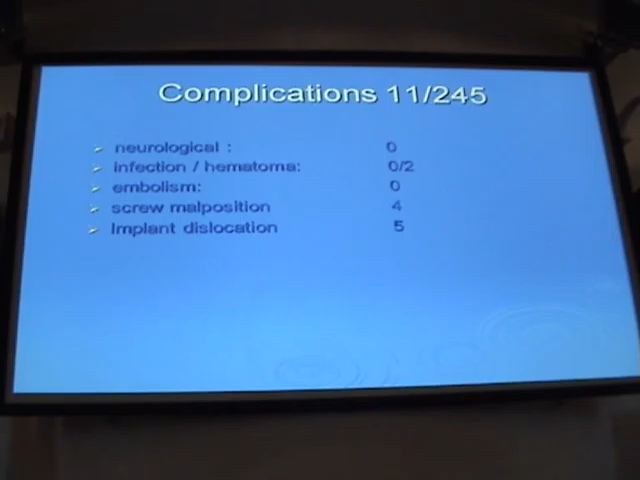 Complications 11/245
neurological : 0
infection / hematoma: 0/2
embolism: 0
screw malposition 4
Implant dislocation 5